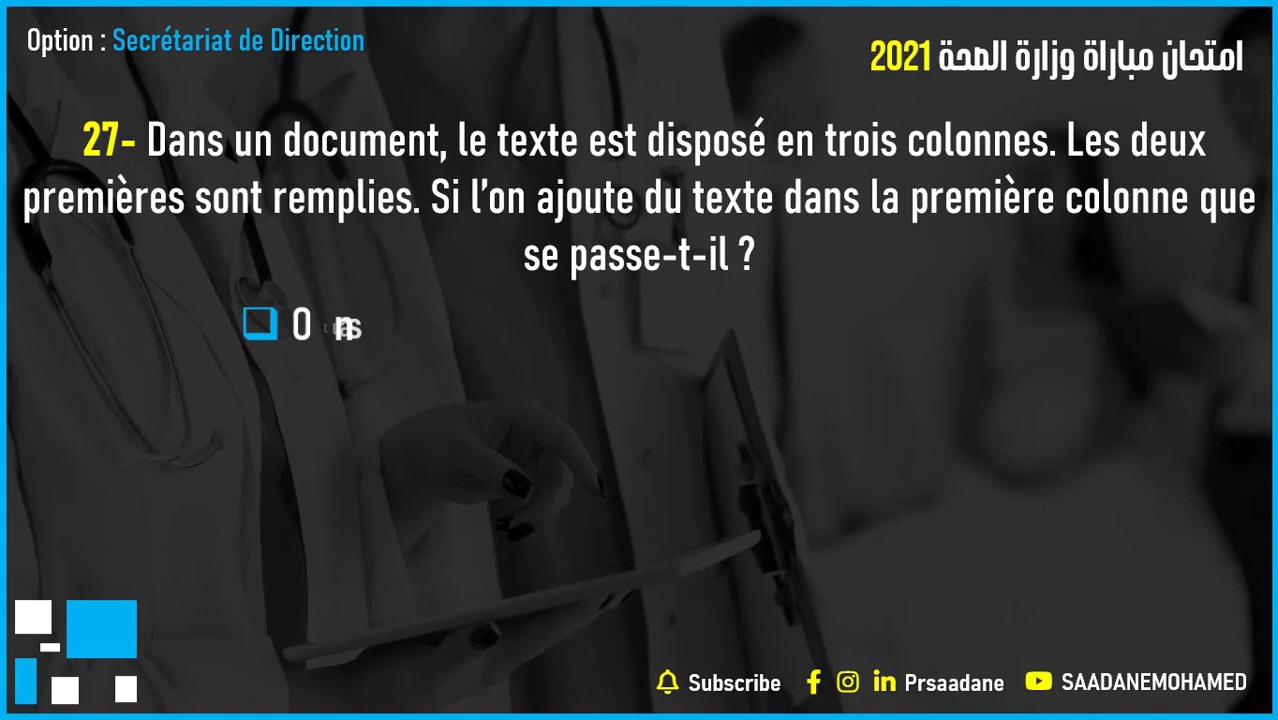 Option : Secrétariat de Direction
امتحان مباراة وزارة الصحة 2021
27- Dans un document, le texte est disposé en trois colonnes. Les deux
premières sont remplies. Si l’on ajoute du texte dans la première colonne que
se passe-t-il ?
Subscribe Prsaadane SAADANEMOHAMED